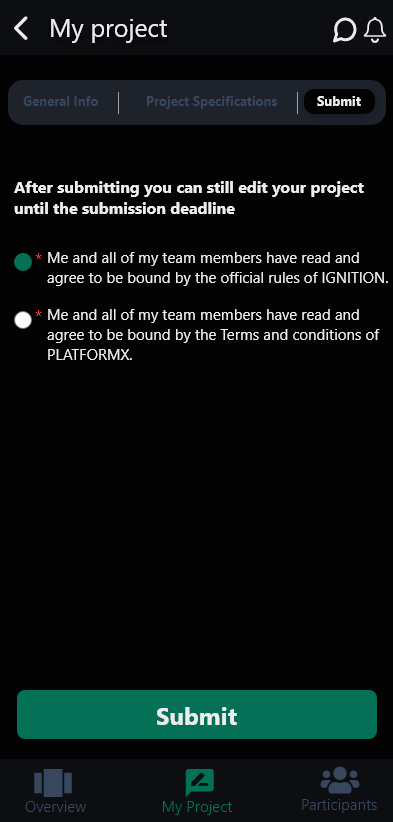 My project
General Info
Project Specifications
Submit
After submitting you can still edit your project
until the submission deadline
* Me and all of my team members have read and
agree to be bound by the official rules of IGNITION.
* Me and all of my team members have read and
agree to be bound by the Terms and conditions of
PLATFORMX.
Submit
Overview
My Project
Participants